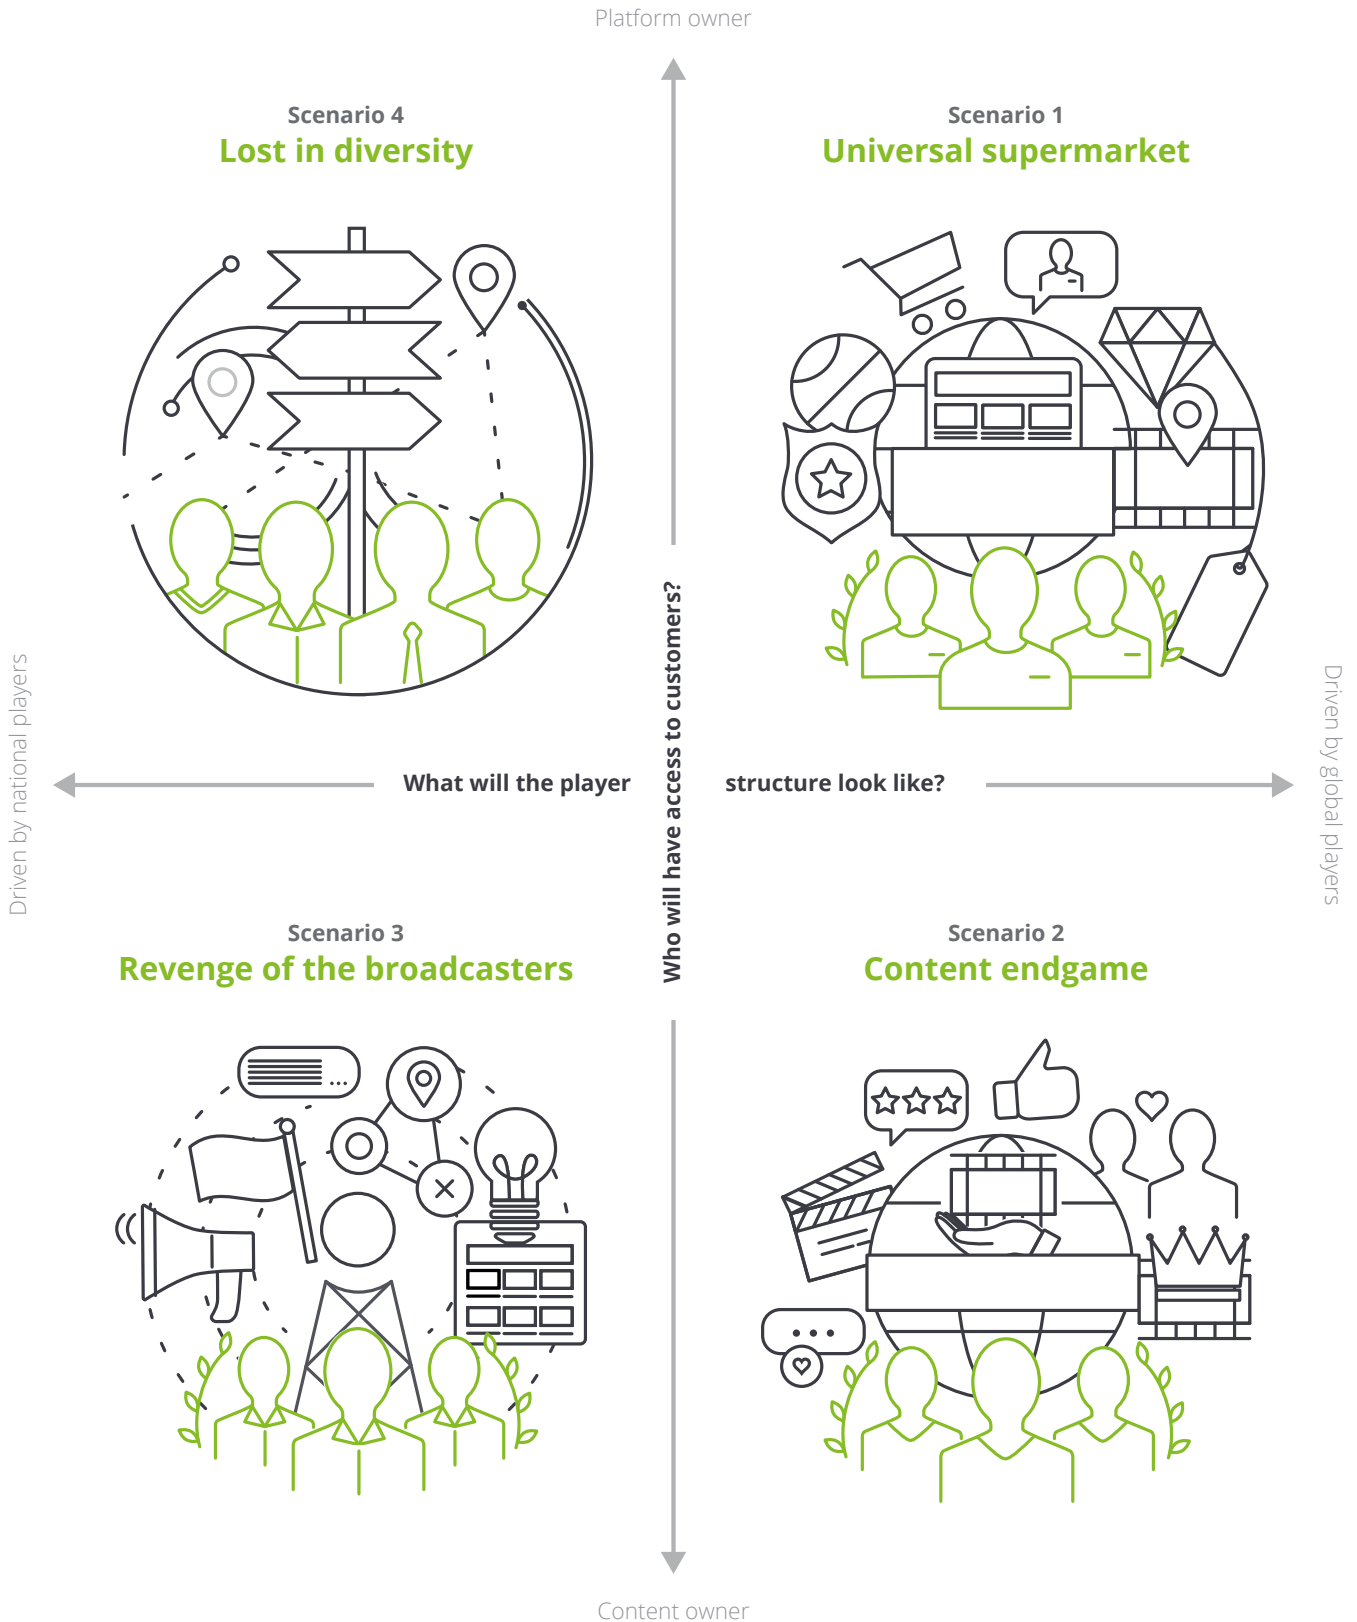 Platform owner
Scenario 4
Lost in diversity
Scenario 1
Universal supermarket
Driven by national players
What will the player
Who will have access to customers?
structure look like?
Driven by global players
Scenario 3
Revenge of the broadcasters
Scenario 2
Content endgame
Content owner